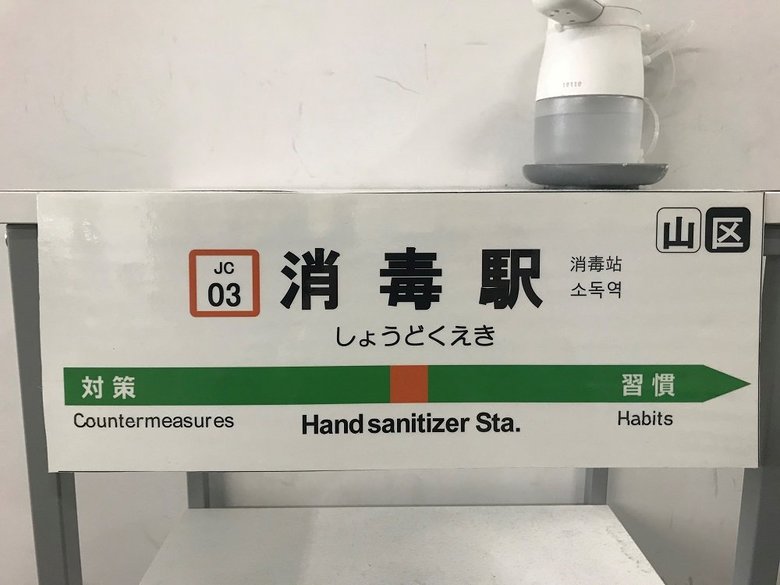 山 区
JC
03
消毒駅
消毒站
소독역
しょうどくえき
対策
習慣
Countermeasures
Hand sanitizer Sta.
Habits